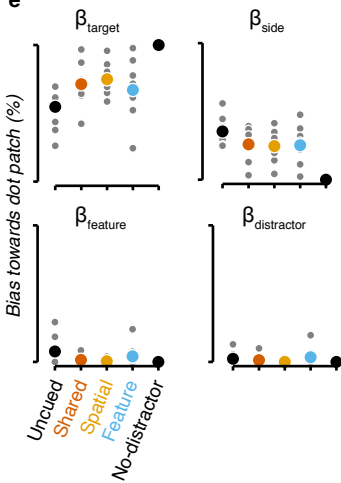 e
βtarget
βside
Bias towards dot patch (%)
βfeature
βdistractor
Uncued
Shared
Spatial
Feature
No-distractor